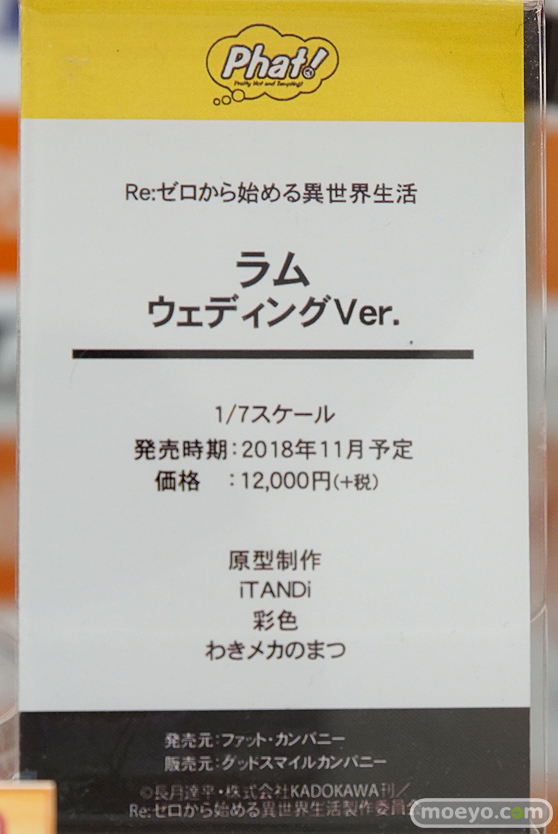 Phat!
Pretty Hot and Tempting!
Re:ゼロから始める異世界生活
ラム
ウェディングVer.
1/7スケール
発売時期:2018年11月予定
価格 :12,000円(+税)
原型制作
iTANDi
彩色
わきメカのまつ
発売元:ファット・カンパニー
販売元:グッドスマイルカンパニー
©長月達平・株式会社KADOKAWA刊/
Re:ゼロから始める異世界生活製作委員会
moeyo.com